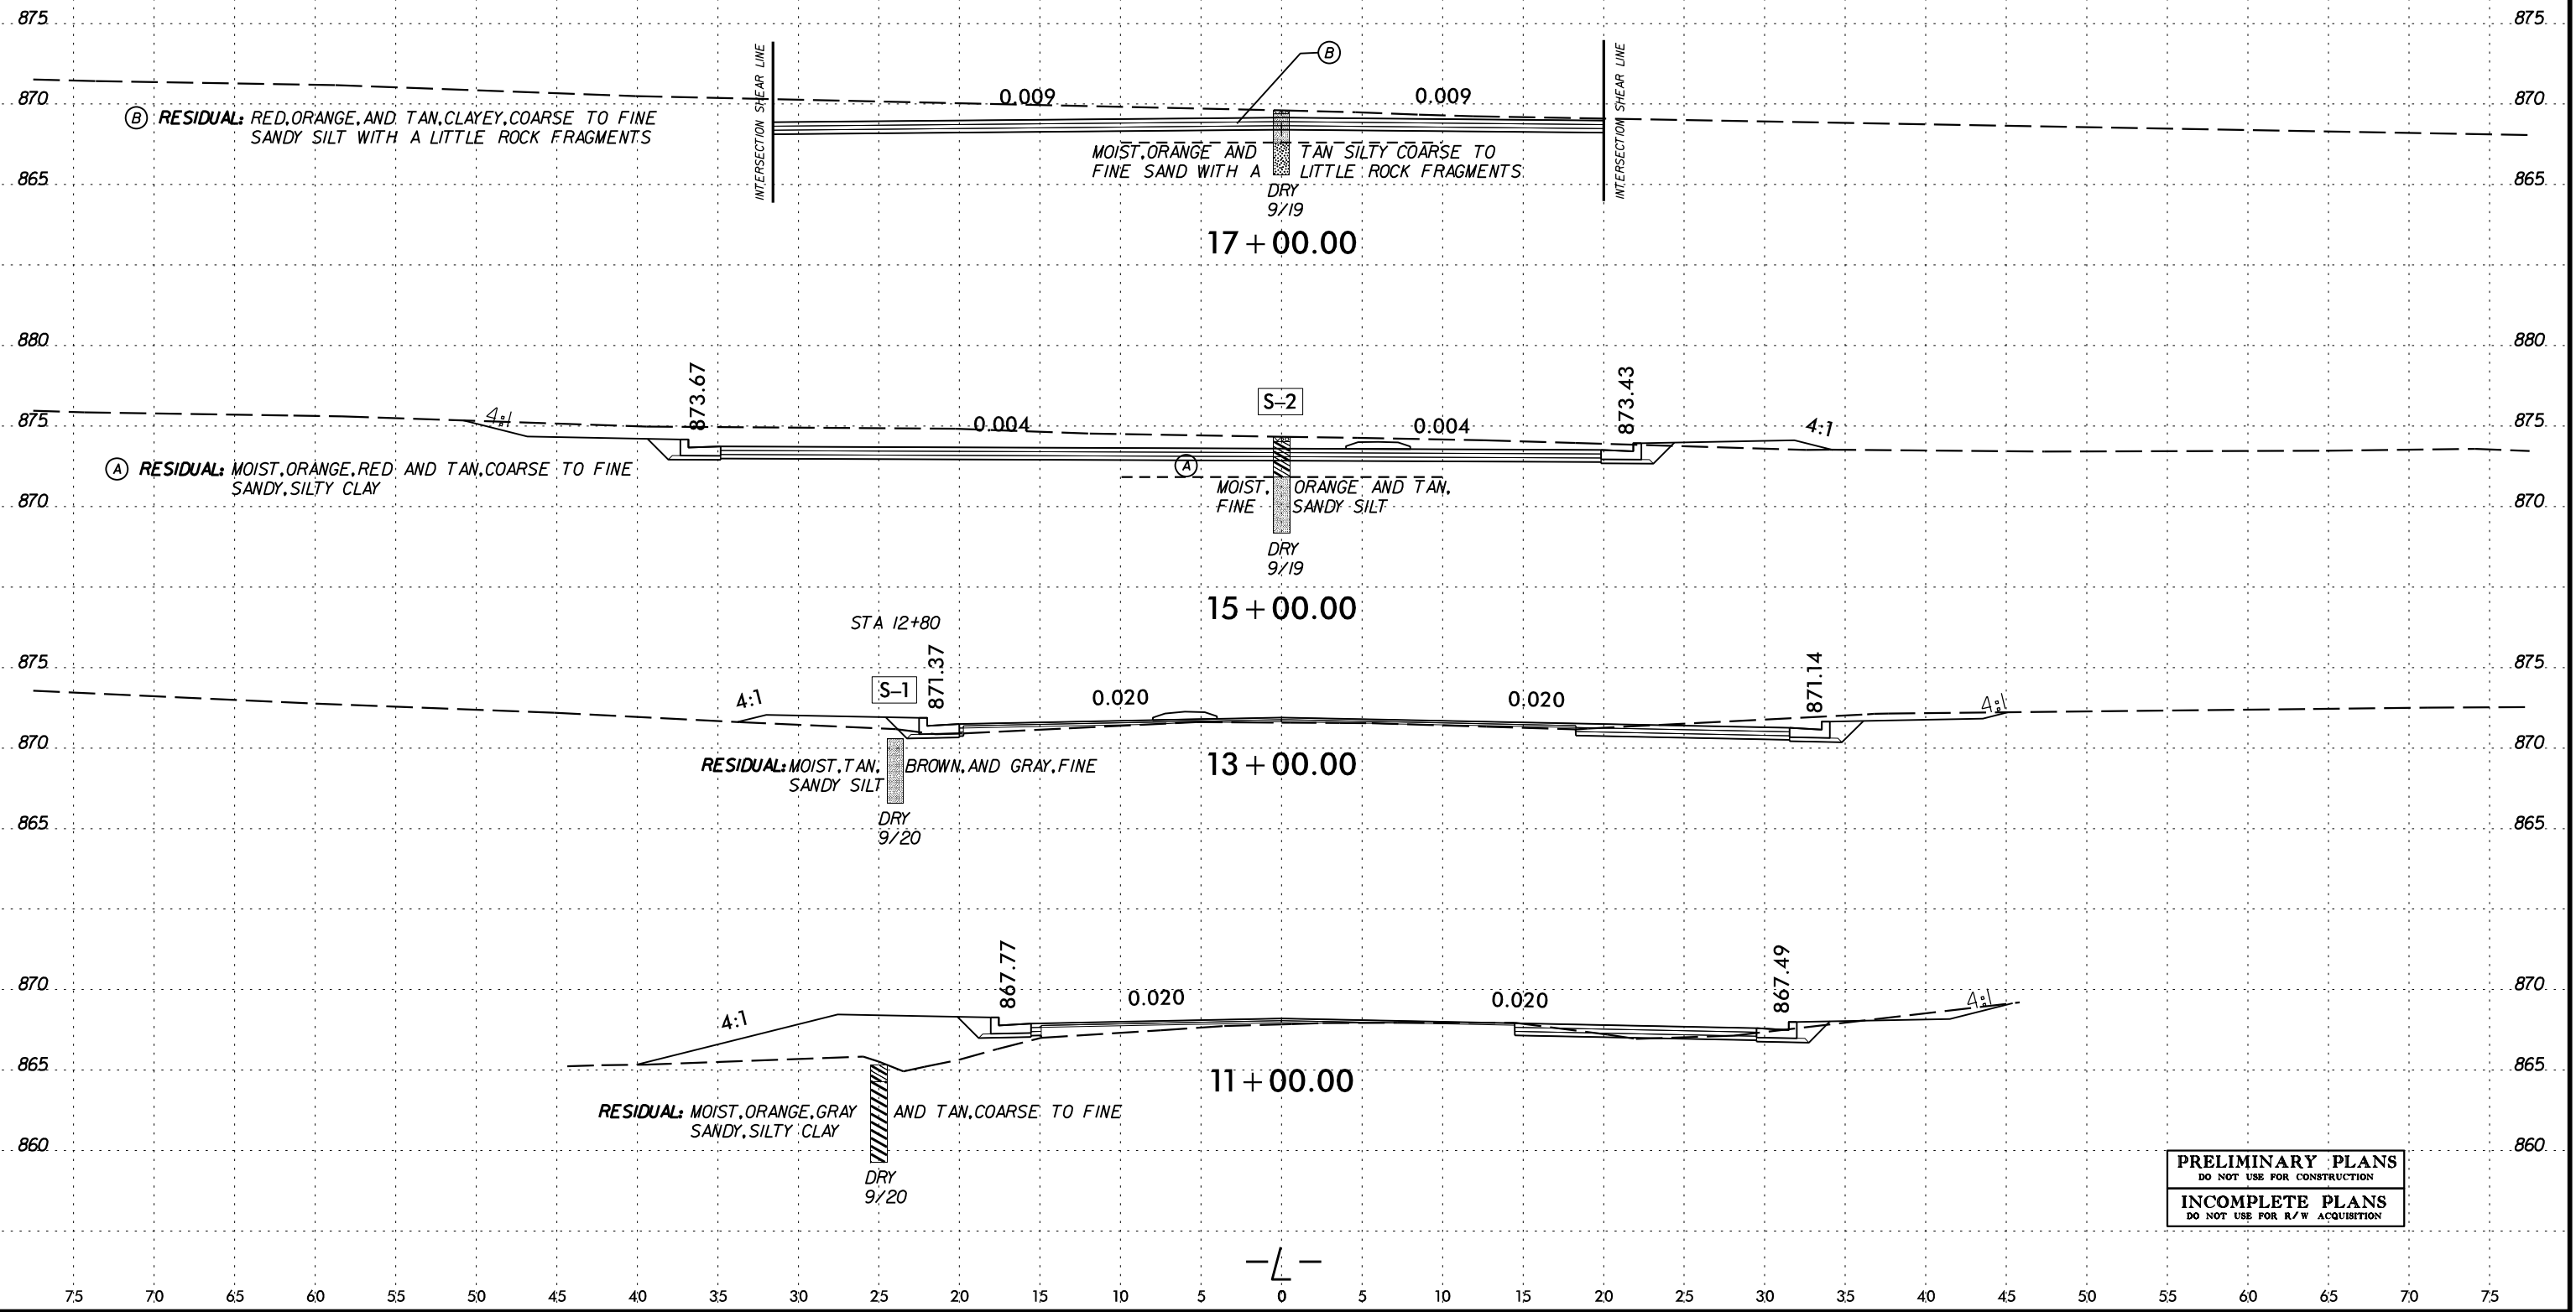 875 875
INTERSECTION SHEAR LINE
INTERSECTION SHEAR LINE
B
870 0.009 0.009 870
B RESIDUAL: RED,ORANGE,AND TAN,CLAYEY,COARSE TO FINE
SANDY SILT WITH A LITTLE ROCK FRAGMENTS
MOIST,ORANGE AND TAN SILTY COARSE TO
FINE SAND WITH A LITTLE ROCK FRAGMENTS
865 865
DRY
9/19
17+00.00
880 880
873.67 873.43
S-2
875 4:1 0.004 0.004 4:1 875
A
A RESIDUAL: MOIST,ORANGE,RED AND TAN,COARSE TO FINE
SANDY,SILTY CLAY
MOIST, ORANGE AND TAN,
FINE SANDY SILT
870 870
DRY
9/19
15+00.00
STA 12+80
875 875
871.37 871.14
S-1
4:1 0.020 0.020 4:1
870 870
RESIDUAL: MOIST,TAN, BROWN,AND GRAY,FINE
SANDY SILT
13+00.00
DRY
9/20
865 865
867.77 867.49
870 870
4:1 0.020 0.020 4:1
865 865
11+00.00
RESIDUAL: MOIST,ORANGE,GRAY AND TAN,COARSE TO FINE
SANDY,SILTY CLAY
860 860
DRY
9/20
PRELIMINARY PLANS
DO NOT USE FOR CONSTRUCTION
INCOMPLETE PLANS
DO NOT USE FOR R/W ACQUISITION
-L-
75 70 65 60 55 50 45 40 35 30 25 20 15 10 5 0 5 10 15 20 25 30 35 40 45 50 55 60 65 70 75